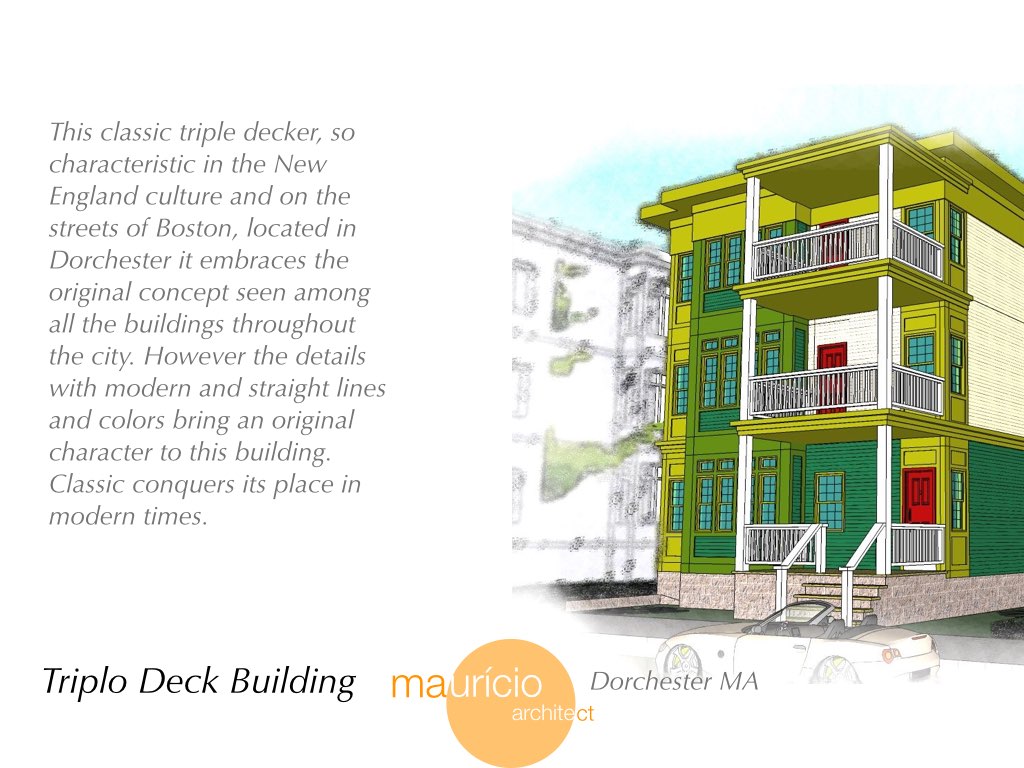 This classic triple decker, so
characteristic in the New
England culture and on the
streets of Boston, located in
Dorchester it embraces the
original concept seen among
all the buildings throughout
the city. However the details
with modern and straight lines
and colors bring an original
character to this building.
Classic conquers its place in
modern times.
Triplo Deck Building
maurício
architect
Dorchester MA